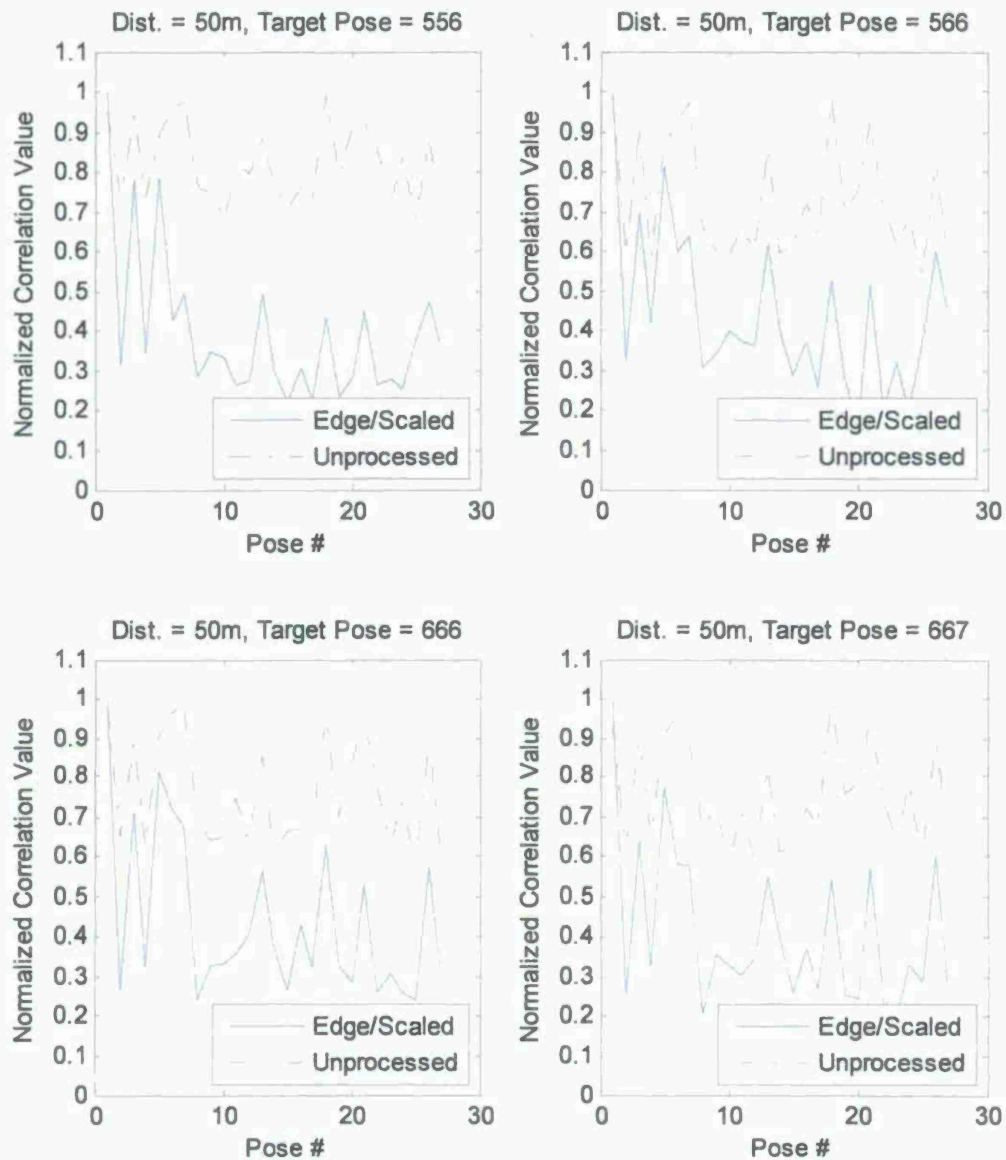 Dist. = 50m, Target Pose = 556
1.1
1
0.9
0.8
0.7
0.6
0.5
0.4
0.3
0.2
0.1
0
Normalized Correlation Value
Edge/Scaled
Unprocessed
0 10 20 30
Pose #
Dist. = 50m, Target Pose = 566
1.1
1
0.9
0.8
0.7
0.6
0.5
0.4
0.3
0.2
0.1
0
Normalized Correlation Value
Edge/Scaled
Unprocessed
0 10 20 30
Pose #
Dist. = 50m, Target Pose = 666
1.1
1
0.9
0.8
0.7
0.6
0.5
0.4
0.3
0.2
0.1
0
Normalized Correlation Value
Edge/Scaled
Unprocessed
0 10 20 30
Pose #
Dist. = 50m, Target Pose = 667
1.1
1
0.9
0.8
0.7
0.6
0.5
0.4
0.3
0.2
0.1
0
Normalized Correlation Value
Edge/Scaled
Unprocessed
0 10 20 30
Pose #